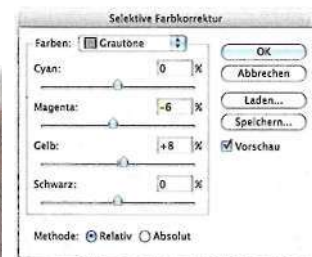 Selektive Farbkorrektur
Farben: Grautöne
OK
Cyan: 0 %
Abbrechen
Magenta: -6 %
Laden...
Speichern...
Gelb: +8 %
Vorschau
Schwarz: 0 %
Methode: Relativ Absolut